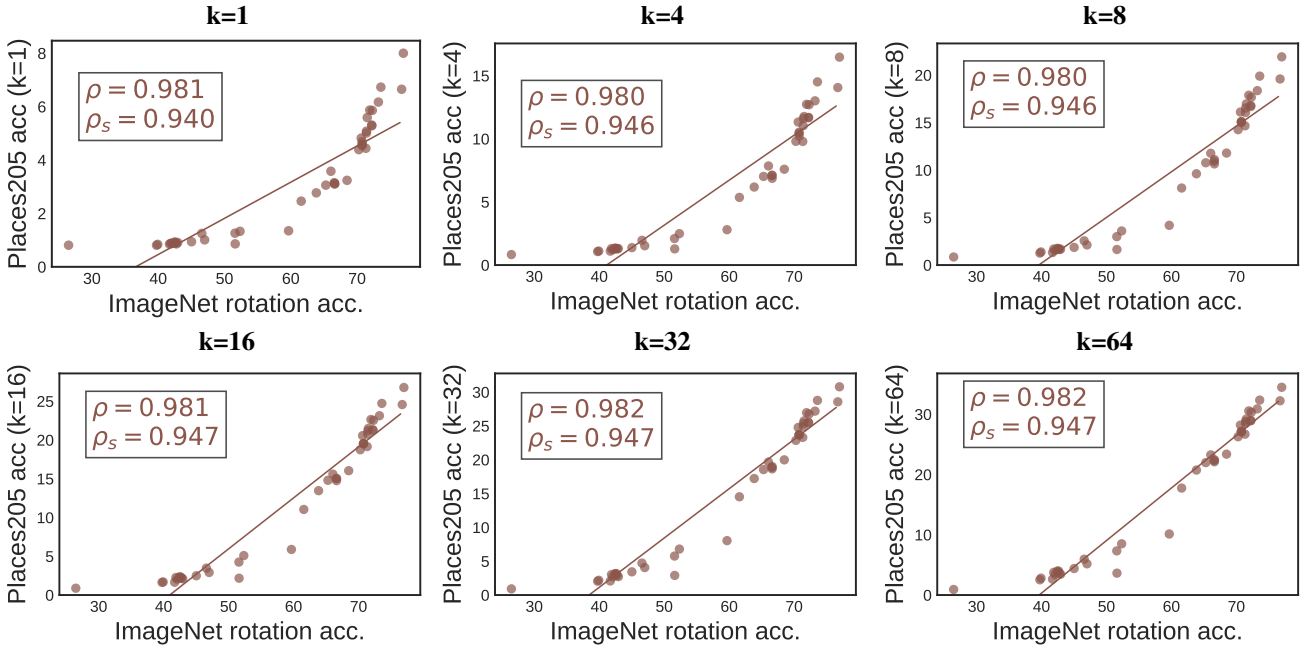 k=1
k=4
k=8
Places205 acc (k=1)
8
6
4
2
0
ρ = 0.981
ρs = 0.940
30 40 50 60 70
ImageNet rotation acc.
Places205 acc (k=4)
15
10
5
0
ρ = 0.980
ρs = 0.946
30 40 50 60 70
ImageNet rotation acc.
Places205 acc (k=8)
20
15
10
5
0
ρ = 0.980
ρs = 0.946
30 40 50 60 70
ImageNet rotation acc.
k=16
k=32
k=64
Places205 acc (k=16)
25
20
15
10
5
0
ρ = 0.981
ρs = 0.947
30 40 50 60 70
ImageNet rotation acc.
Places205 acc (k=32)
30
25
20
15
10
5
0
ρ = 0.982
ρs = 0.947
30 40 50 60 70
ImageNet rotation acc.
Places205 acc (k=64)
30
20
10
0
ρ = 0.982
ρs = 0.947
30 40 50 60 70
ImageNet rotation acc.